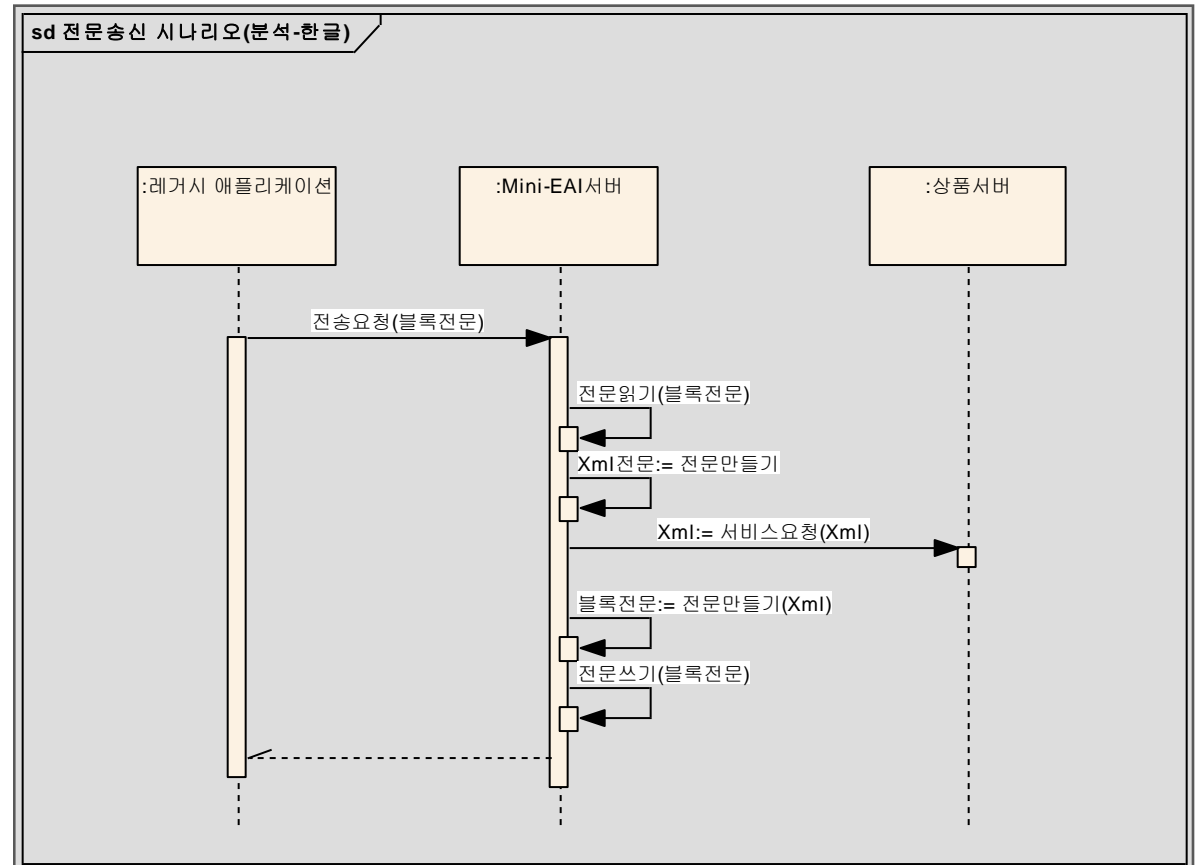 sd 전문송신 시나리오(분석-한글)
:레거시 애플리케이션
:Mini-EAI서버
:상품서버
전송요청(블록전문)
전문읽기(블록전문)
Xml전문:= 전문만들기
Xml:= 서비스요청(Xml)
블록전문:= 전문만들기(Xml)
전문쓰기(블록전문)